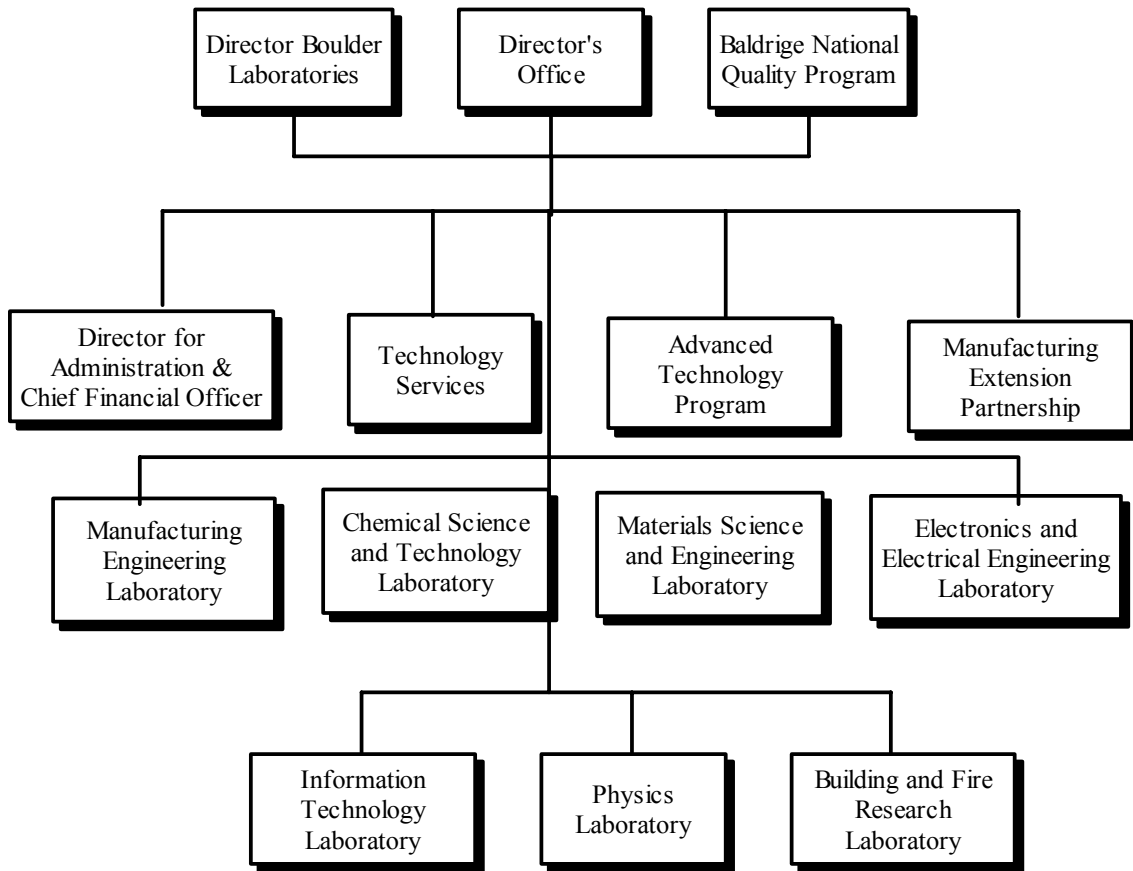 Director Boulder
Laboratories
Director's
Office
Baldrige National
Quality Program
Director for
Administration &
Chief Financial Officer
Technology
Services
Advanced
Technology
Program
Manufacturing
Extension
Partnership
Manufacturing
Engineering
Laboratory
Chemical Science
and Technology
Laboratory
Materials Science
and Engineering
Laboratory
Electronics and
Electrical Engineering
Laboratory
Information
Technology
Laboratory
Physics
Laboratory
Building and Fire
Research
Laboratory